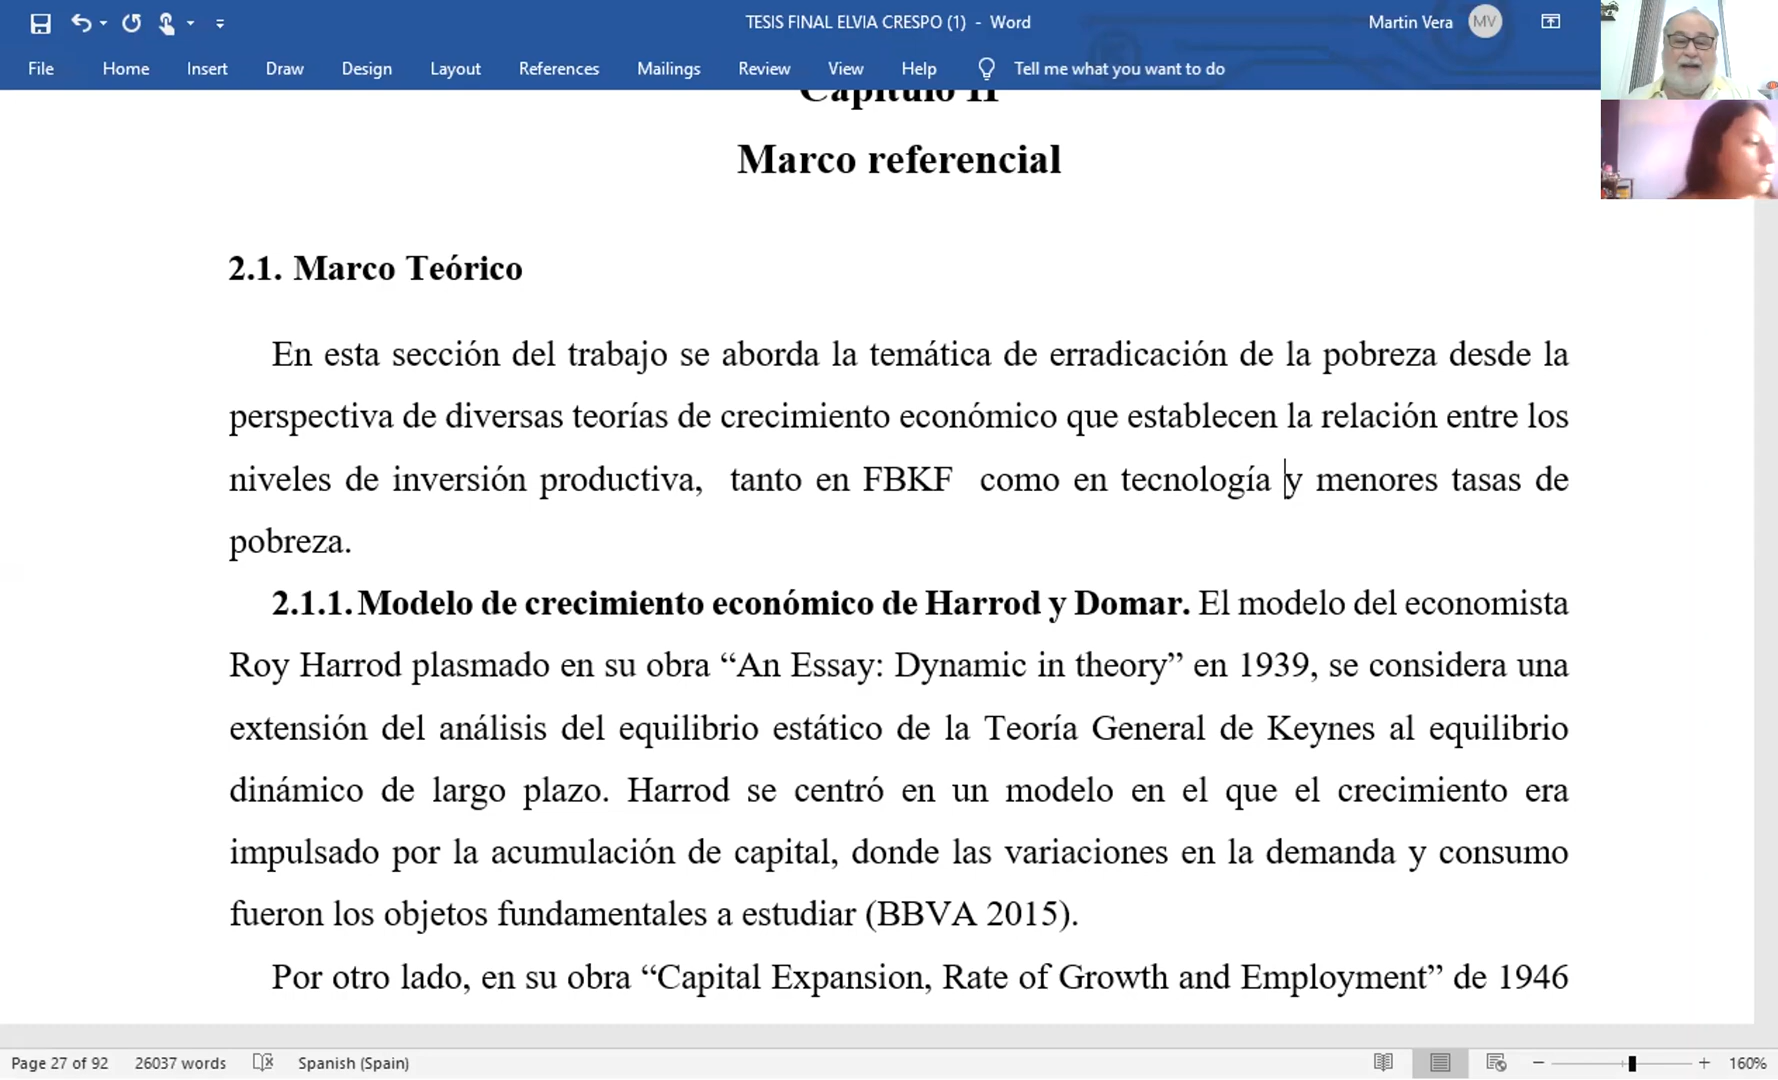 TESIS FINAL ELVIA CRESPO (1) - Word
Martin Vera MV
File Home Insert Draw Design Layout References Mailings Review View Help Tell me what you want to do
Capítulo II
Marco referencial
2.1. Marco Teórico
En esta sección del trabajo se aborda la temática de erradicación de la pobreza desde la
perspectiva de diversas teorías de crecimiento económico que establecen la relación entre los
niveles de inversión productiva, tanto en FBKF como en tecnología y menores tasas de
pobreza.
2.1.1. Modelo de crecimiento económico de Harrod y Domar. El modelo del economista
Roy Harrod plasmado en su obra “An Essay: Dynamic in theory” en 1939, se considera una
extensión del análisis del equilibrio estático de la Teoría General de Keynes al equilibrio
dinámico de largo plazo. Harrod se centró en un modelo en el que el crecimiento era
impulsado por la acumulación de capital, donde las variaciones en la demanda y consumo
fueron los objetos fundamentales a estudiar (BBVA 2015).
Por otro lado, en su obra “Capital Expansion, Rate of Growth and Employment” de 1946
Page 27 of 92 26037 words Spanish (Spain) 160%